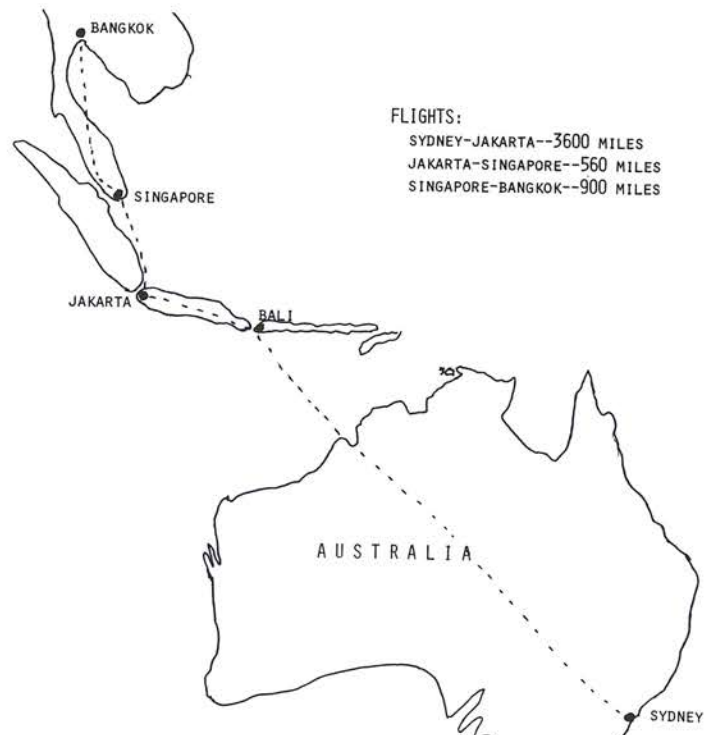 BANGKOK
FLIGHTS:
SYDNEY-JAKARTA--3600 MILES
JAKARTA-SINGAPORE--560 MILES
SINGAPORE-BANGKOK--900 MILES
SINGAPORE
JAKARTA
BALI
AUSTRALIA
SYDNEY